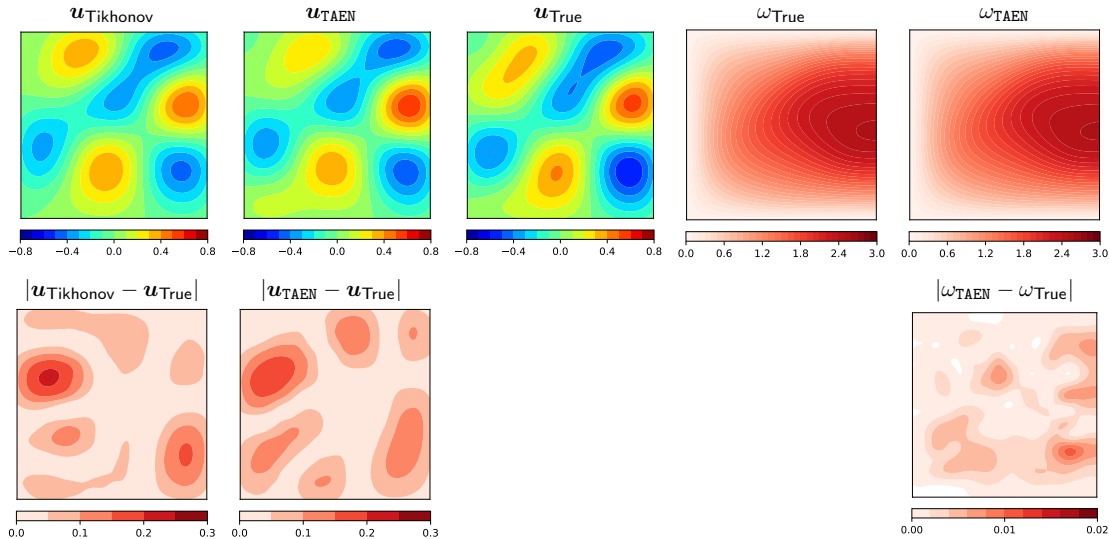 u_Tikhonov u_TAEN u_True ω_True ω_TAEN
−0.8 −0.4 0.0 0.4 0.8 −0.8 −0.4 0.0 0.4 0.8 −0.8 −0.4 0.0 0.4 0.8 0.0 0.6 1.2 1.8 2.4 3.0 0.0 0.6 1.2 1.8 2.4 3.0
|u_Tikhonov − u_True| |u_TAEN − u_True| |ω_TAEN − ω_True|
0.0 0.1 0.2 0.3 0.0 0.1 0.2 0.3 0.00 0.01 0.02